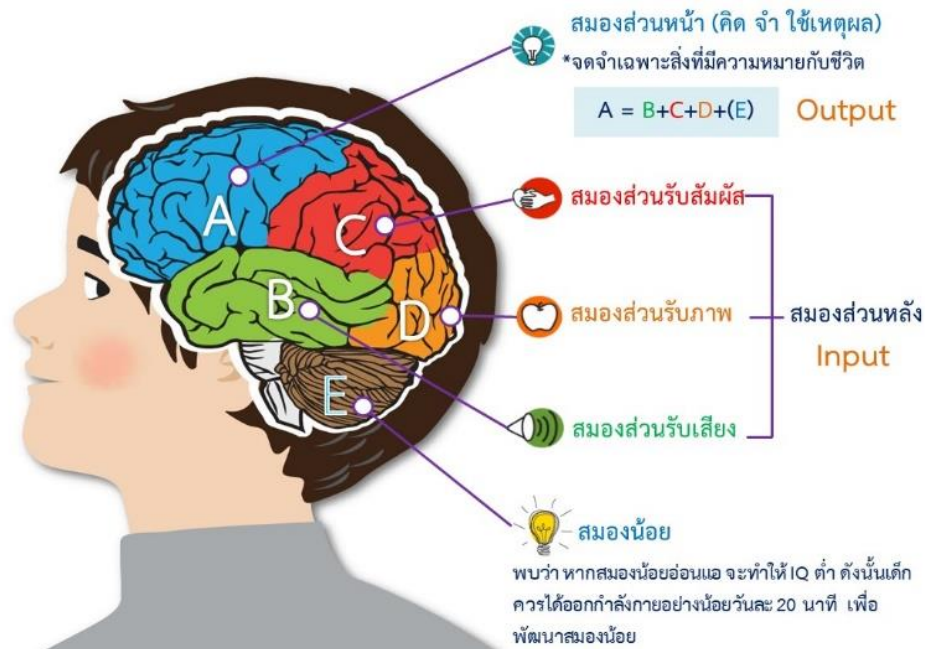 สมองส่วนหน้า (คิด จำ ใช้เหตุผล)
*จดจำเฉพาะสิ่งที่มีความหมายกับชีวิต
A = B+C+D+(E)
Output
A
C
B
D
E
สมองส่วนรับสัมผัส
สมองส่วนรับภาพ
สมองส่วนรับเสียง
สมองส่วนหลัง
Input
สมองน้อย
พบว่า หากสมองน้อยอ่อนแอ จะทำให้ IQ ต่ำ ดังนั้นเด็ก
ควรได้ออกกำลังกายอย่างน้อยวันละ 20 นาที เพื่อ
พัฒนาสมองน้อย